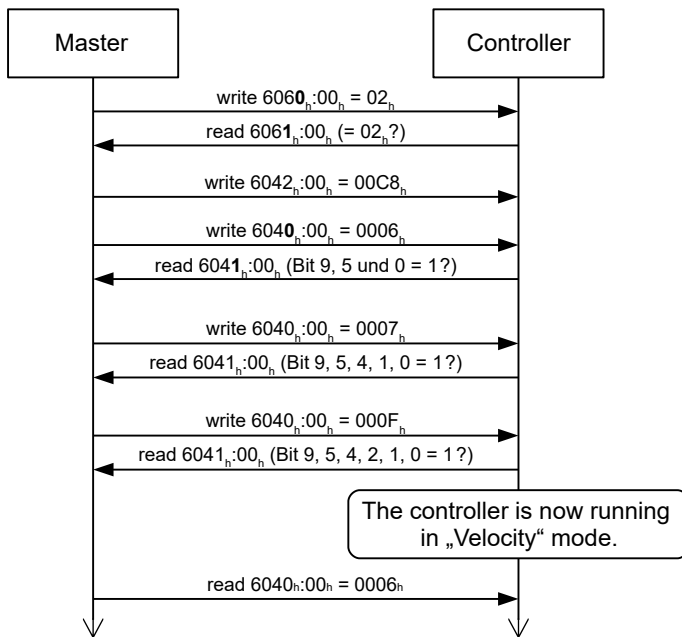 Master
Controller
write 6060ₕ:00ₕ = 02ₕ
read 6061ₕ:00ₕ (= 02ₕ?)
write 6042ₕ:00ₕ = 00C8ₕ
write 6040ₕ:00ₕ = 0006ₕ
read 6041ₕ:00ₕ (Bit 9, 5 und 0 = 1?)
write 6040ₕ:00ₕ = 0007ₕ
read 6041ₕ:00ₕ (Bit 9, 5, 4, 1, 0 = 1?)
write 6040ₕ:00ₕ = 000Fₕ
read 6041ₕ:00ₕ (Bit 9, 5, 4, 2, 1, 0 = 1?)
The controller is now running
in „Velocity“ mode.
read 6040ₕ:00ₕ = 0006ₕ